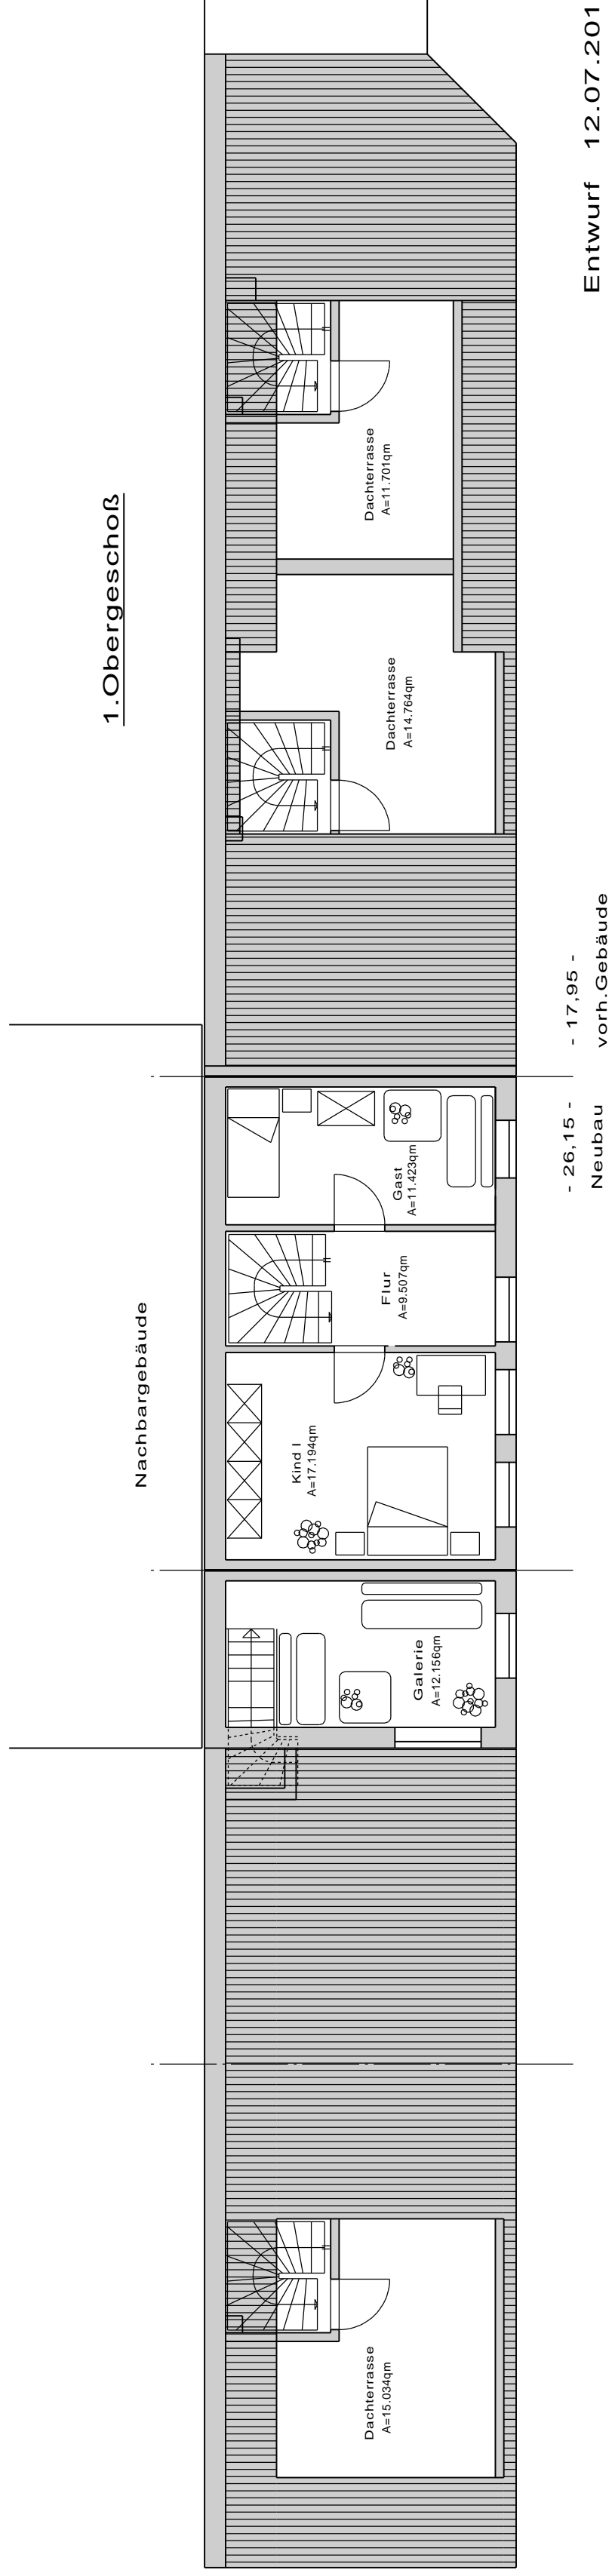 1.Obergeschoß
Nachbargebäude
Dachterrasse
A=15.034qm
Galerie
A=12.156qm
Kind I
A=17.194qm
Flur
A=9.507qm
Gast
A=11.423qm
Dachterrasse
A=14.764qm
Dachterrasse
A=11.701qm
- 26,15 -
- 17,95 -
Neubau
vorh.Gebäude
Entwurf 12.07.201